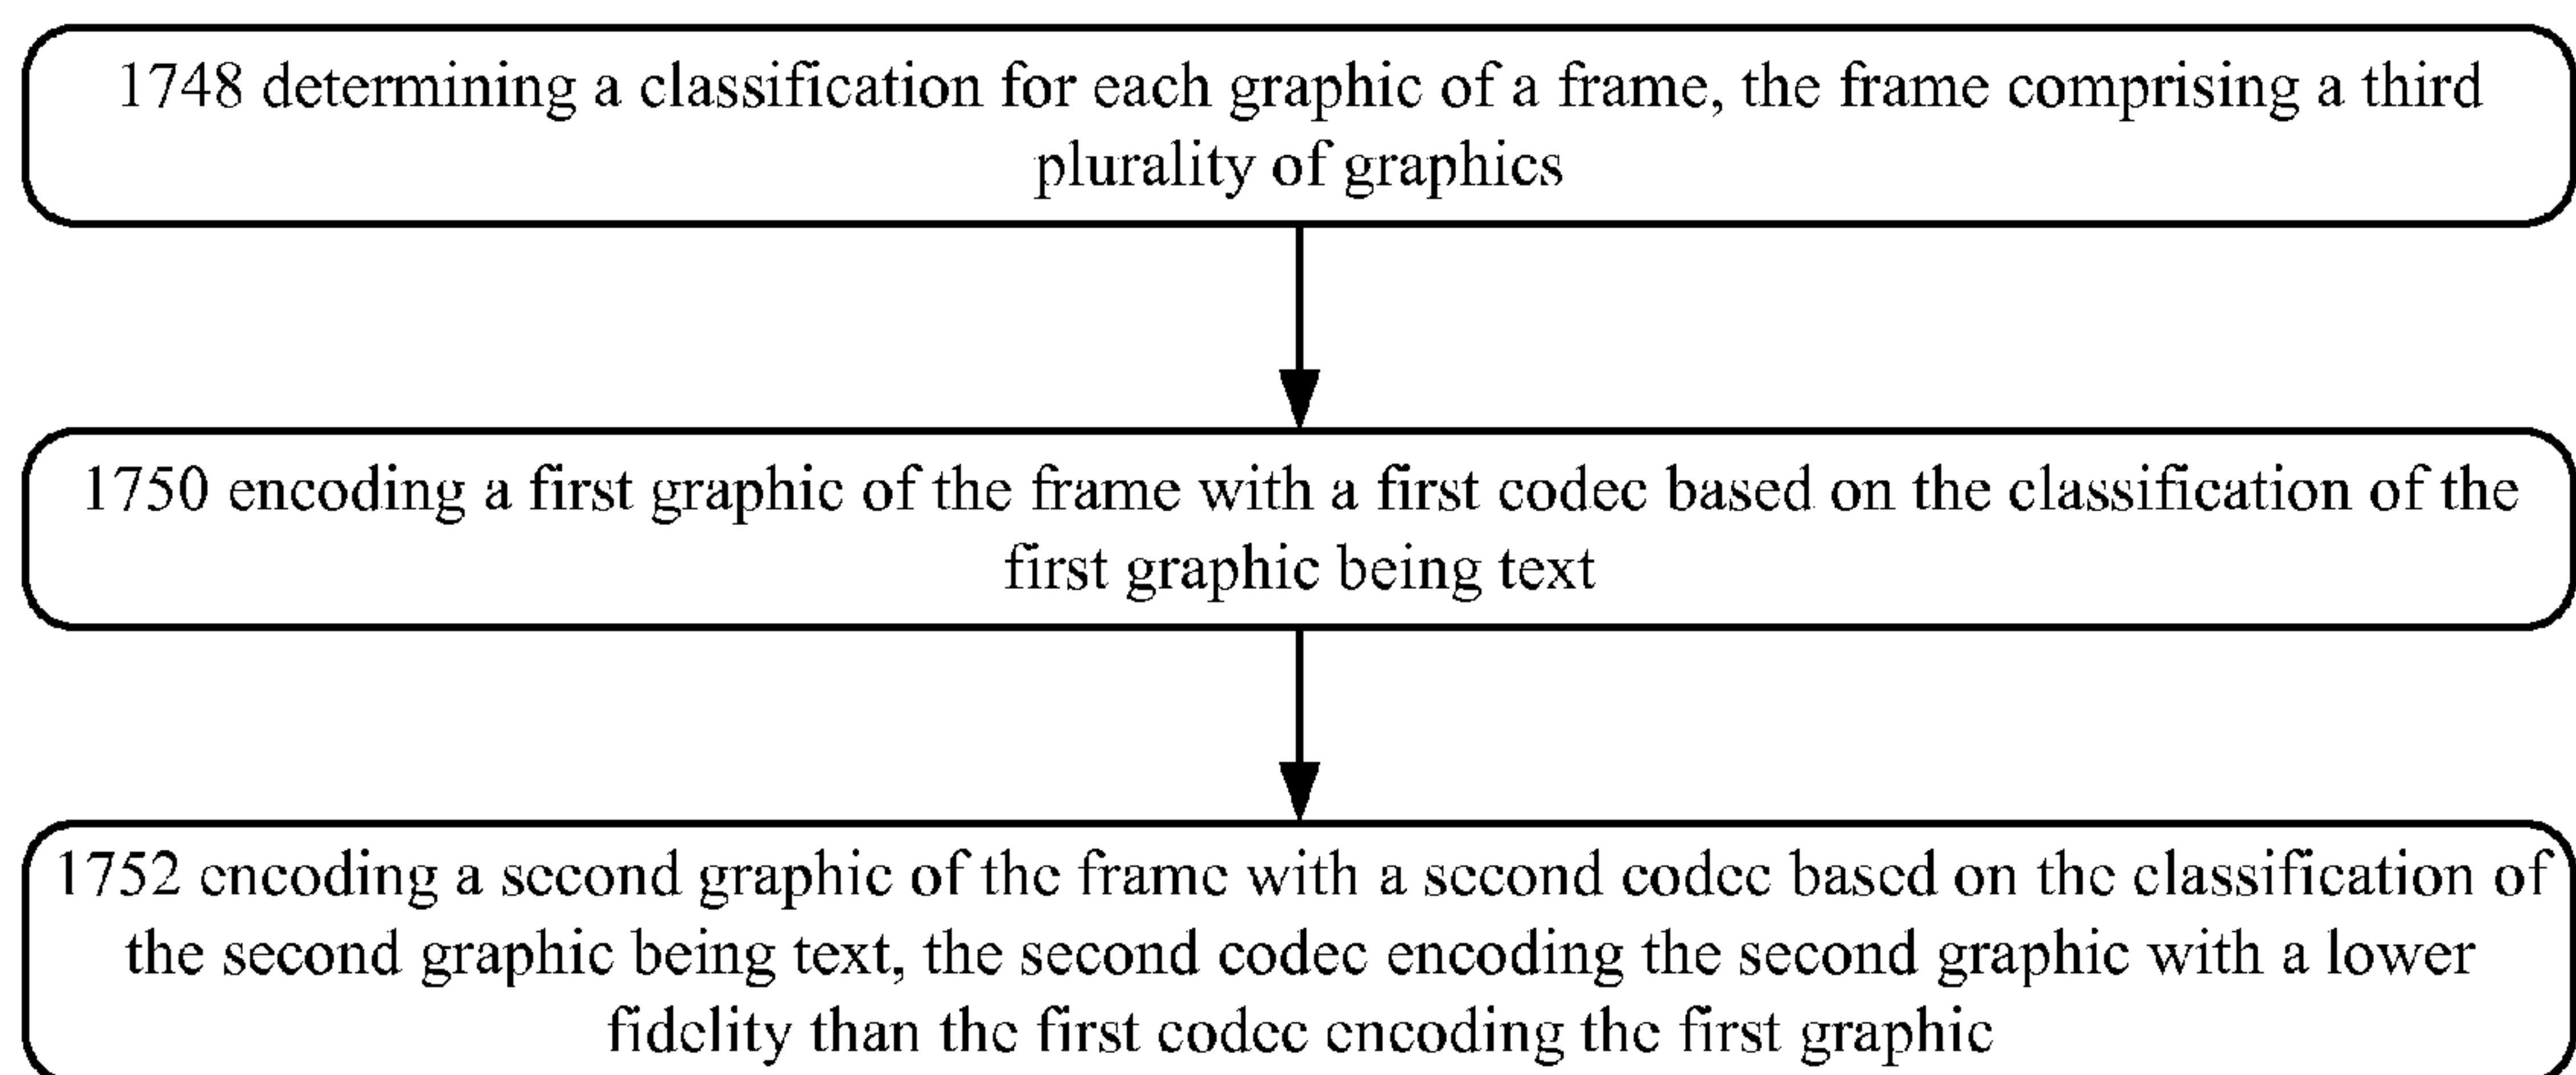 1748 determining a classification for each graphic of a frame, the frame comprising a third
plurality of graphics
1750 encoding a first graphic of the frame with a first codec based on the classification of the
first graphic being text
1752 encoding a second graphic of the frame with a second codec based on the classification of
the second graphic being text, the second codec encoding the second graphic with a lower
fidelity than the first codec encoding the first graphic